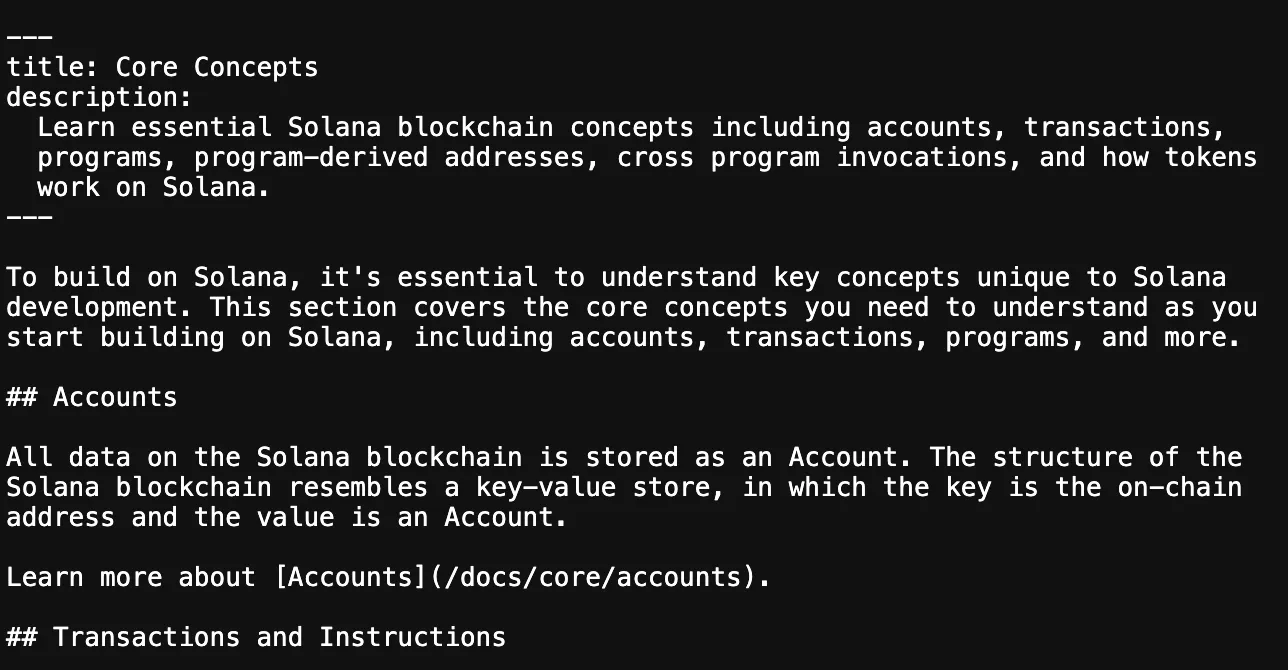 ---
title: Core Concepts
description:
  Learn essential Solana blockchain concepts including accounts, transactions,
  programs, program-derived addresses, cross program invocations, and how tokens
  work on Solana.
---

To build on Solana, it's essential to understand key concepts unique to Solana
development. This section covers the core concepts you need to understand as you
start building on Solana, including accounts, transactions, programs, and more.

## Accounts

All data on the Solana blockchain is stored as an Account. The structure of the
Solana blockchain resembles a key-value store, in which the key is the on-chain
address and the value is an Account.

Learn more about [Accounts](/docs/core/accounts).

## Transactions and Instructions